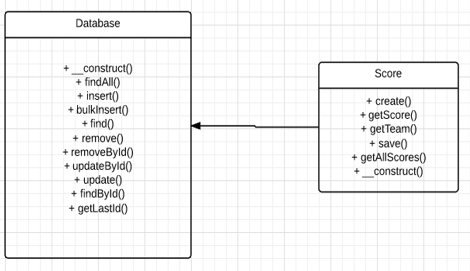 Database
+ __construct()
+ findAll()
+ insert()
+ bulkInsert()
+ find()
+ remove()
+ removeById()
+ updateById()
+ update()
+ findById()
+ getLastId()
Score
+ create()
+ getScore()
+ getTeam()
+ save()
+ getAllScores()
+ __construct()